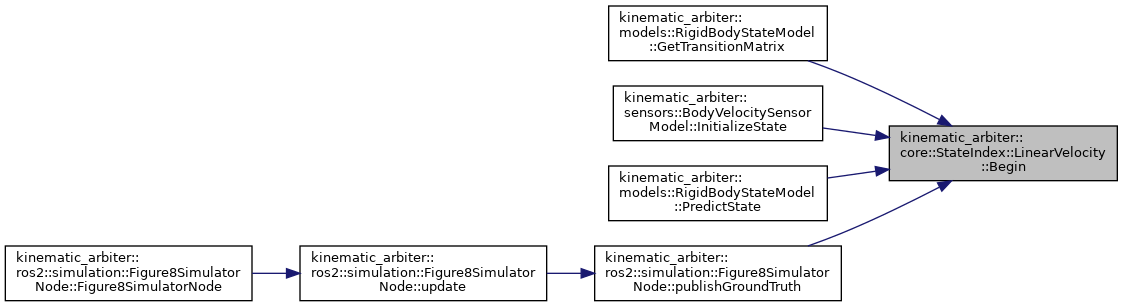 kinematic_arbiter::
models::RigidBodyStateModel
::GetTransitionMatrix
kinematic_arbiter::
sensors::BodyVelocitySensor
Model::InitializeState
kinematic_arbiter::
core::StateIndex::LinearVelocity
::Begin
kinematic_arbiter::
models::RigidBodyStateModel
::PredictState
kinematic_arbiter::
ros2::simulation::Figure8Simulator
Node::Figure8SimulatorNode
kinematic_arbiter::
ros2::simulation::Figure8Simulator
Node::update
kinematic_arbiter::
ros2::simulation::Figure8Simulator
Node::publishGroundTruth